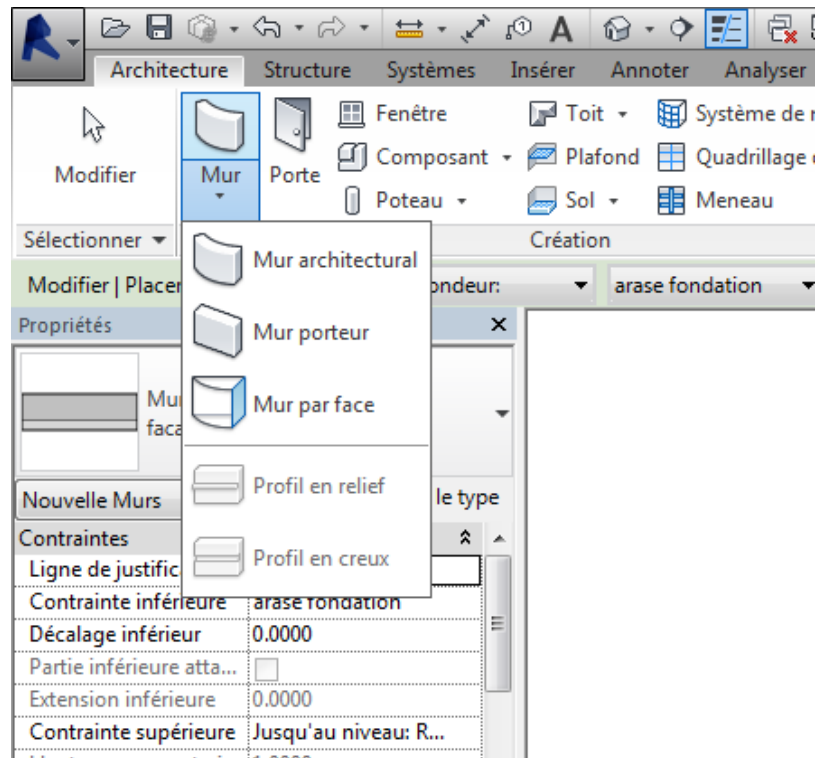 Architecture Structure Systèmes Insérer Annoter Analyser
Modifier
Mur
Porte
Fenêtre
Composant
Poteau
Toit
Plafond
Sol
Système de
Quadrillage
Meneau
Sélectionner
Création
Mur architectural
Mur porteur
Mur par face
Profil en relief
Profil en creux
Modifier | Placer
ondeur:
arase fondation
Propriétés
Mur
faca
Nouvelle Murs
le type
Contraintes
Ligne de justific
Contrainte inférieure arase fondation
Décalage inférieur 0.0000
Partie inférieure atta...
Extension inférieure 0.0000
Contrainte supérieure Jusqu'au niveau: R...